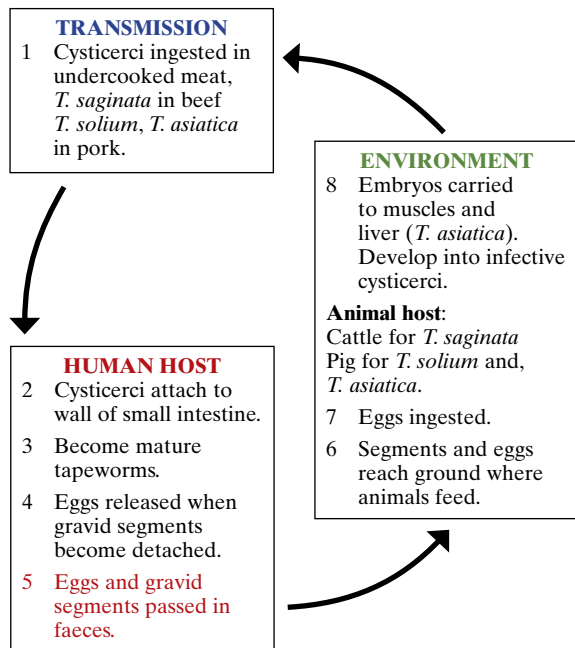 TRANSMISSION
1 Cysticerci ingested in
undercooked meat,
T. saginata in beef
T. solium, T. asiatica
in pork.
HUMAN HOST
2 Cysticerci attach to
wall of small intestine.
3 Become mature
tapeworms.
4 Eggs released when
gravid segments
become detached.
5 Eggs and gravid
segments passed in
faeces.
ENVIRONMENT
8 Embryos carried
to muscles and
liver (T. asiatica).
Develop into infective
cysticerci.
Animal host:
Cattle for T. saginata
Pig for T. solium and,
T. asiatica.
7 Eggs ingested.
6 Segments and eggs
reach ground where
animals feed.